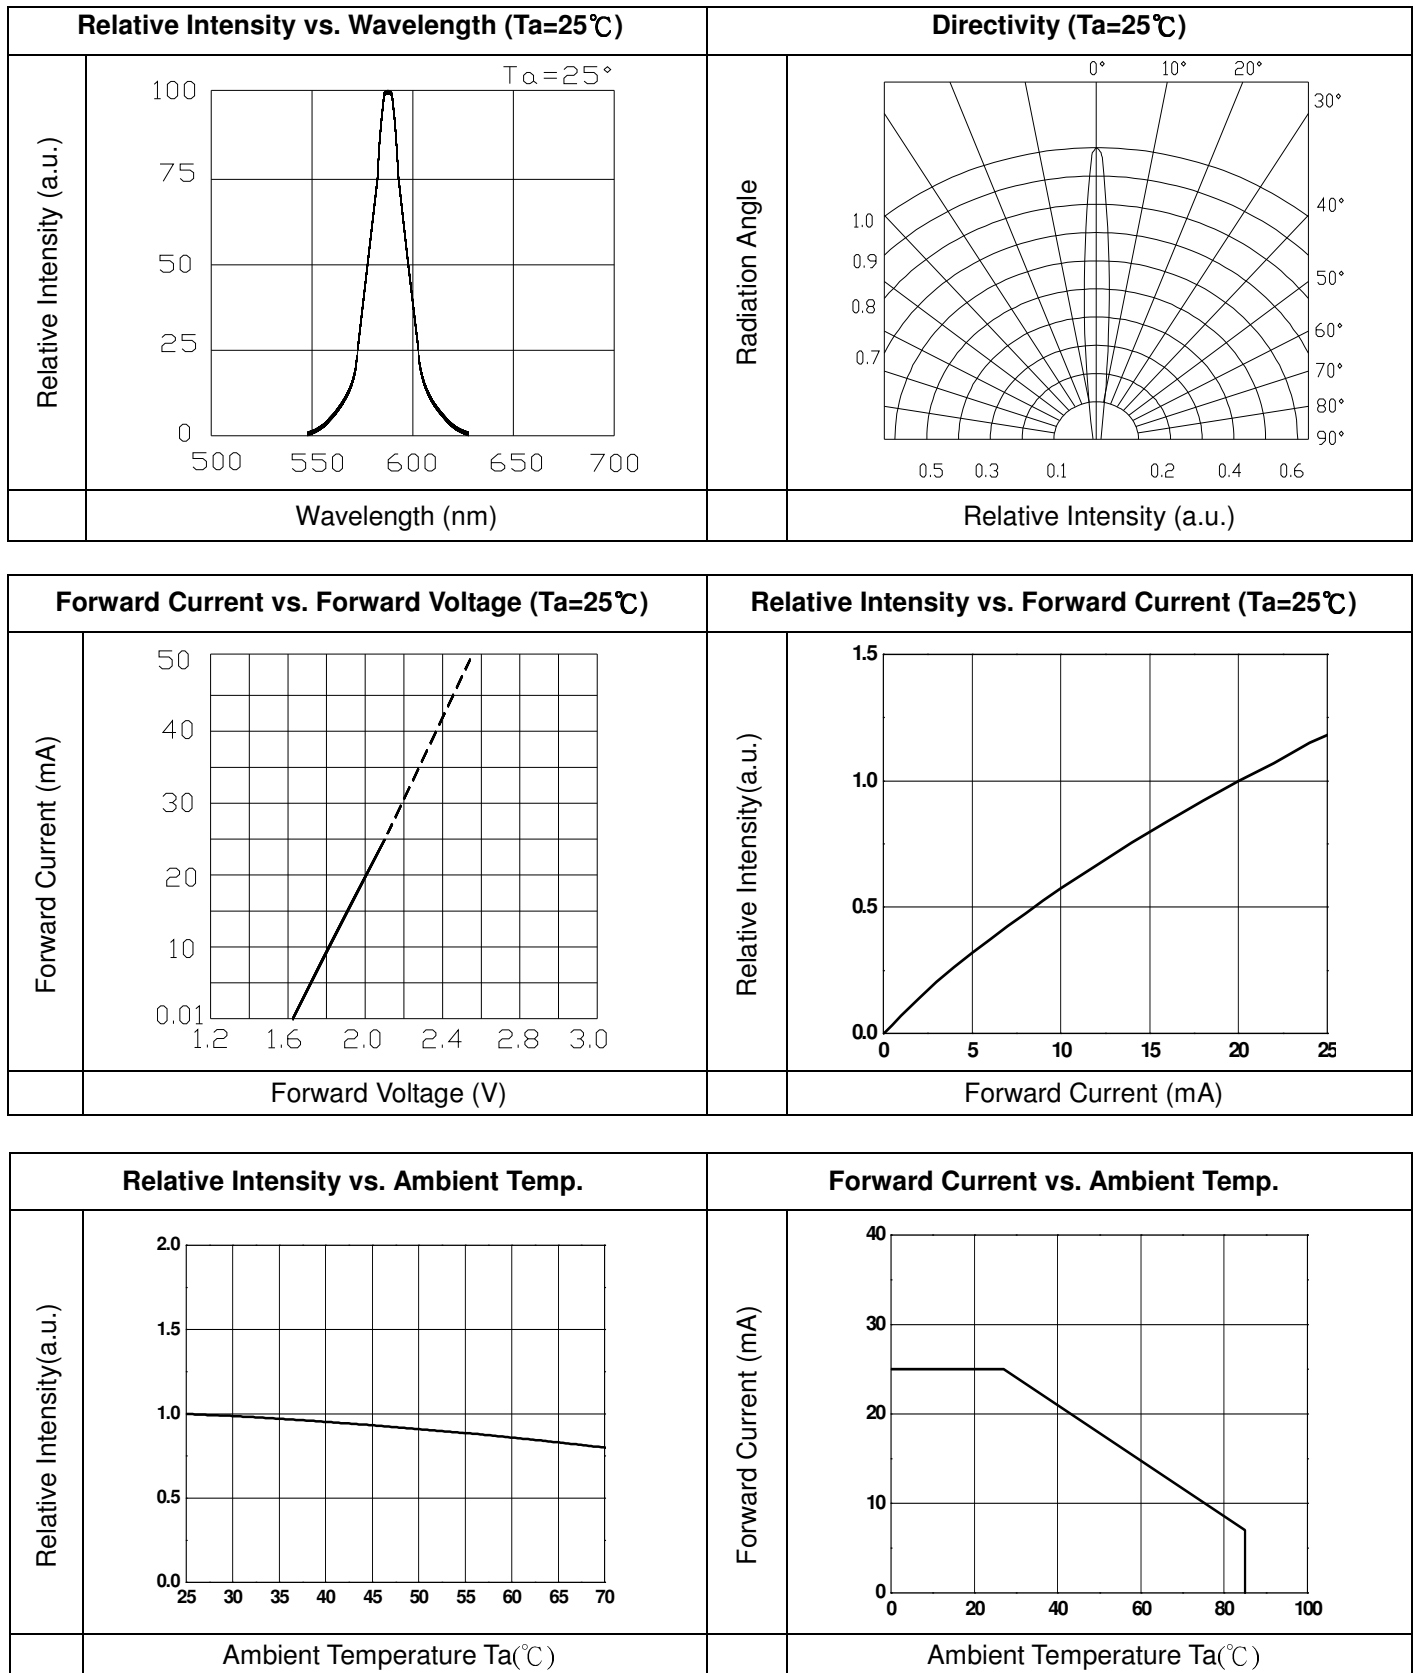 Relative Intensity vs. Wavelength (Ta=25℃)
Directivity (Ta=25℃)
Relative Intensity (a.u.)
Ta=25°
100
75
50
25
0
500 550 600 650 700
Wavelength (nm)
Radiation Angle
0° 10° 20°
30°
40°
50°
60°
70°
80°
90°
1.0
0.9
0.8
0.7
0.5 0.3 0.1 0.2 0.4 0.6
Relative Intensity (a.u.)
Forward Current vs. Forward Voltage (Ta=25℃)
Relative Intensity vs. Forward Current (Ta=25℃)
Forward Current (mA)
50
40
30
20
10
0.01
1.2 1.6 2.0 2.4 2.8 3.0
Forward Voltage (V)
Relative Intensity(a.u.)
1.5
1.0
0.5
0.0
0 5 10 15 20 25
Forward Current (mA)
Relative Intensity vs. Ambient Temp.
Forward Current vs. Ambient Temp.
Relative Intensity(a.u.)
2.0
1.5
1.0
0.5
0.0
25 30 35 40 45 50 55 60 65 70
Ambient Temperature Ta(℃)
Forward Current (mA)
40
30
20
10
0
0 20 40 60 80 100
Ambient Temperature Ta(℃)